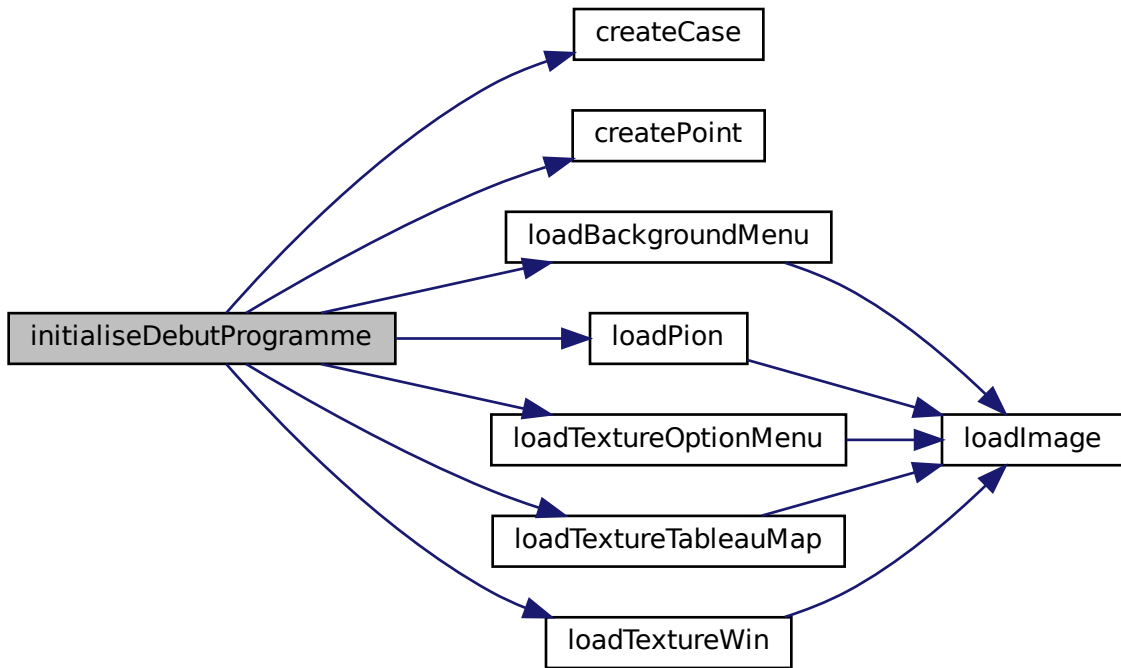 createCase
createPoint
loadBackgroundMenu
initialiseDebutProgramme
loadPion
loadTextureOptionMenu
loadImage
loadTextureTableauMap
loadTextureWin